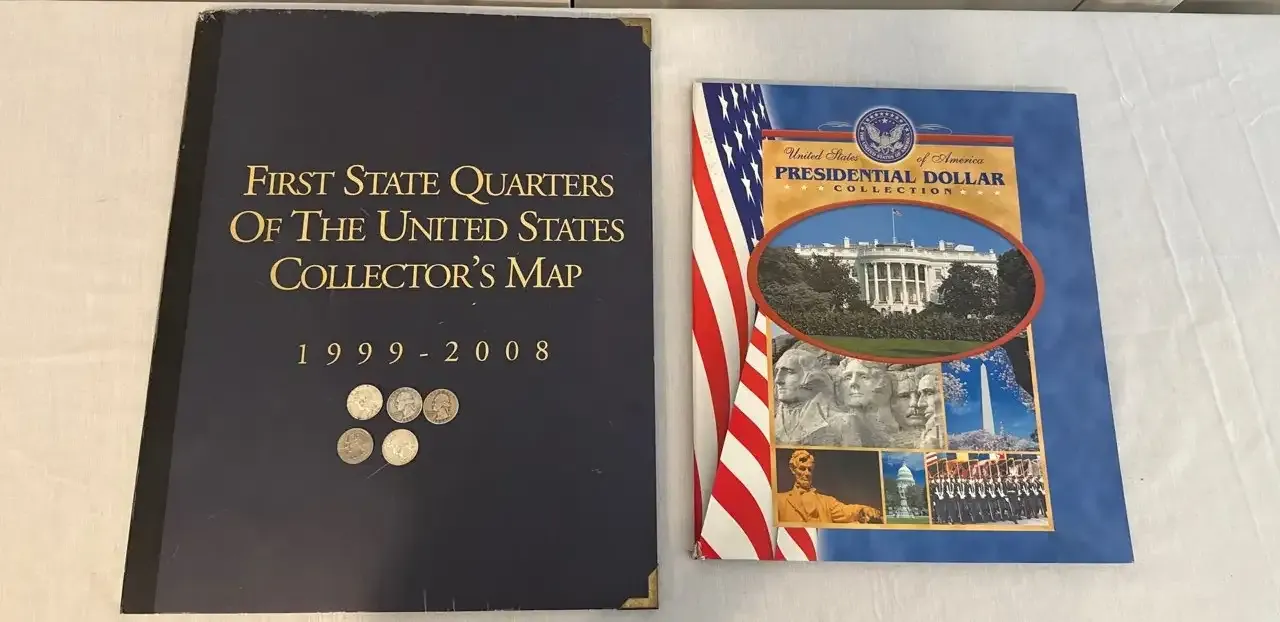 FIRST STATE QUARTERS
OF THE UNITED STATES
COLLECTOR'S MAP
1999-2008
United States of America
PRESIDENTIAL DOLLAR
COLLECTION